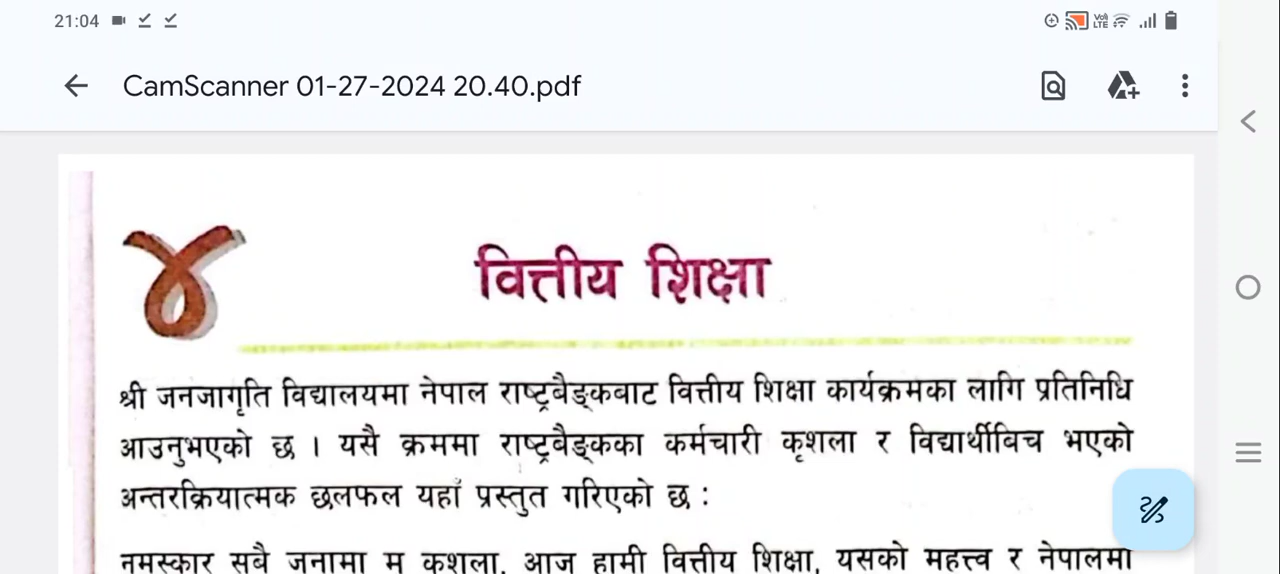 21:04
VoLTE
CamScanner 01-27-2024 20.40.pdf
४
वित्तीय शिक्षा
श्री जनजागृति विद्यालयमा नेपाल राष्ट्रबैङ्कबाट वित्तीय शिक्षा कार्यक्रमका लागि प्रतिनिधि
आउनुभएको छ । यसै क्रममा राष्ट्रबैङ्कका कर्मचारी कृशला र विद्यार्थीबिच भएको
अन्तरक्रियात्मक छलफल यहाँ प्रस्तुत गरिएको छ :
नमस्कार सबै जनामा म कृशला, आज हामी वित्तीय शिक्षा, यसको महत्त्व र नेपालमा